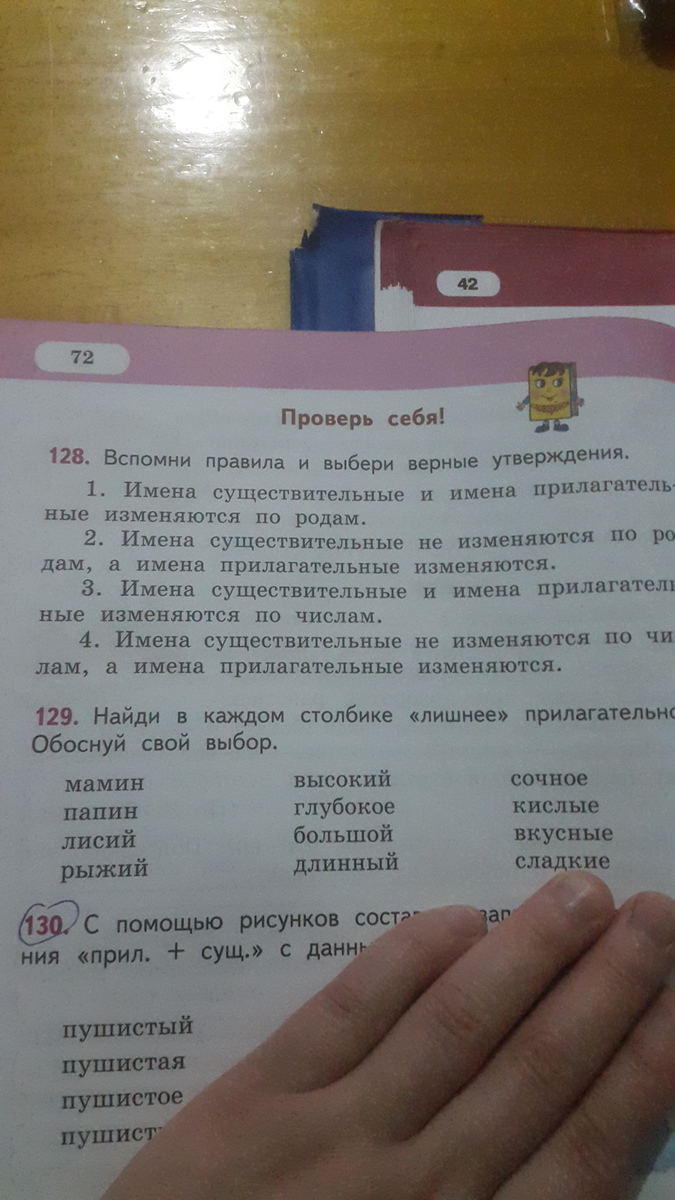 42
72
Проверь себя!
128. Вспомни правила и выбери верные утверждения.
1. Имена существительные и имена прилагатель-
ные изменяются по родам.
2. Имена существительные не изменяются по ро
дам, а имена прилагательные изменяются.
3. Имена существительные и имена прилагатель
ные изменяются по числам.
4. Имена существительные не изменяются по чи
лам, а имена прилагательные изменяются.
129. Найди в каждом столбике «лишнее» прилагательно
Обоснуй свой выбор.
мамин высокий сочное
папин глубокое кислые
лисий большой вкусные
рыжий длинный сладкие
130. С помощью рисунков
ния «прил. + сущ.» с
пушистый
пушистая
пушистое